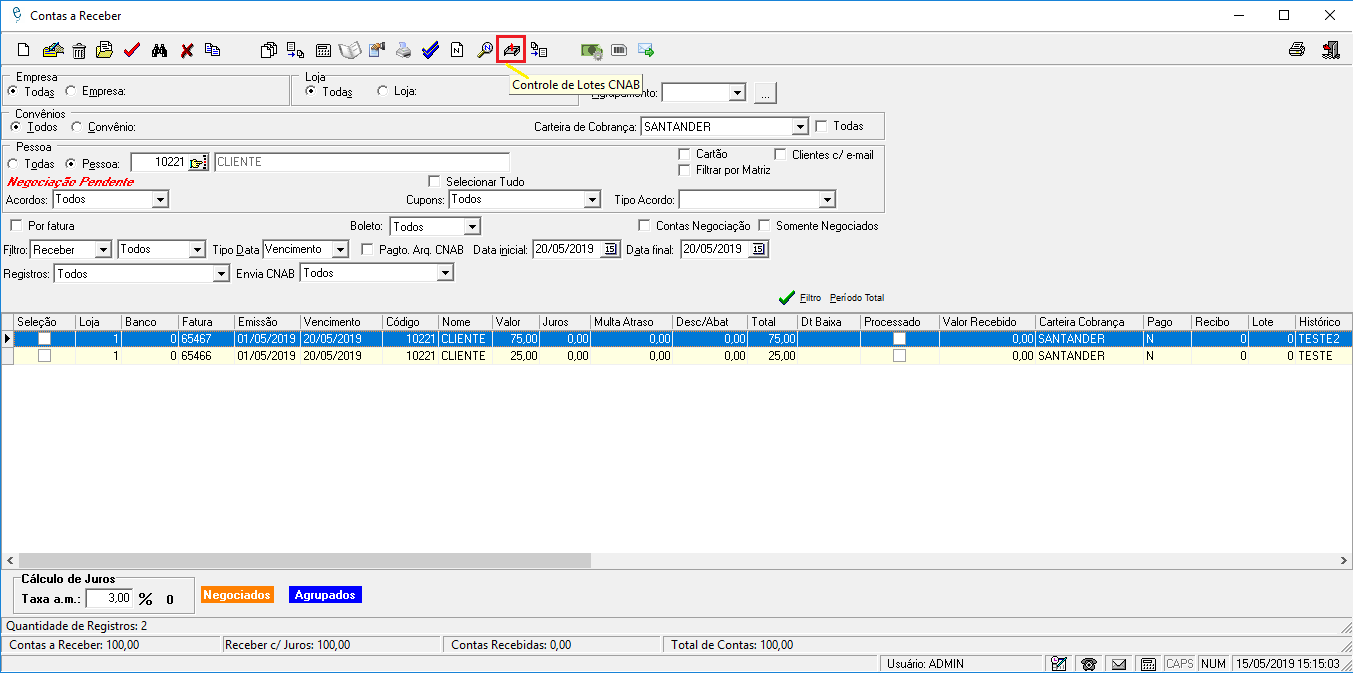 Contas a Receber
Controle de Lotes CNAB
Empresa
Todas Empresa:
Loja
Todas Loja:
...
Convênios
Todos Convênio:
Carteira de Cobrança: SANTANDER Todas
Pessoa
Todas Pessoa: 10221 CLIENTE
Cartão Clientes c/ e-mail
Filtrar por Matriz
Negociação Pendente
Selecionar Tudo
Acordos: Todos Cupons: Todos Tipo Acordo:
Por fatura Boleto: Todos Contas Negociação Somente Negociados
Filtro: Receber Todos Tipo Data Vencimento Pagto. Arq. CNAB Data inicial: 20/05/2019 15 Data final: 20/05/2019 15
Registros: Todos Envia CNAB Todos
Filtro Período Total
Seleção Loja Banco Fatura Emissão Vencimento Código Nome Valor Juros Multa Atraso Desc/Abat Total Dt Baixa Processado Valor Recebido Carteira Cobrança Pago Recibo Lote Histórico
1 0 65467 01/05/2019 20/05/2019 10221 CLIENTE 75,00 0,00 0,00 0,00 75,00 0,00 SANTANDER N 0 0 TESTE2
1 0 65466 01/05/2019 20/05/2019 10221 CLIENTE 25,00 0,00 0,00 0,00 25,00 0,00 SANTANDER N 0 0 TESTE
Cálculo de Juros
Taxa a.m.: 3,00 % 0
Negociados Agrupados
Quantidade de Registros: 2
Contas a Receber: 100,00 Receber c/ Juros: 100,00 Contas Recebidas: 0,00 Total de Contas: 100,00
Usuário: ADMIN CAPS NUM 15/05/2019 15:15:03